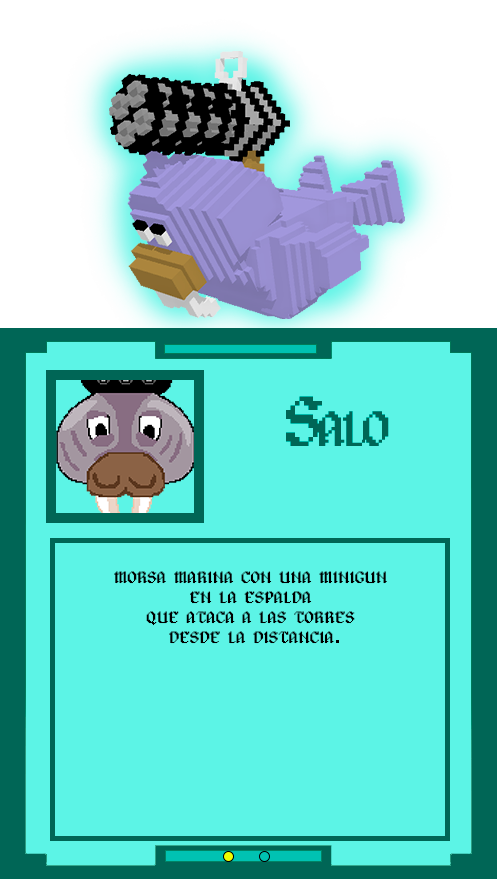 Salo
MORSA MARINA CON UNA MINIGUN
EN LA ESPALDA
QUE ATACA A LAS TORRES
DESDE LA DISTANCIA.